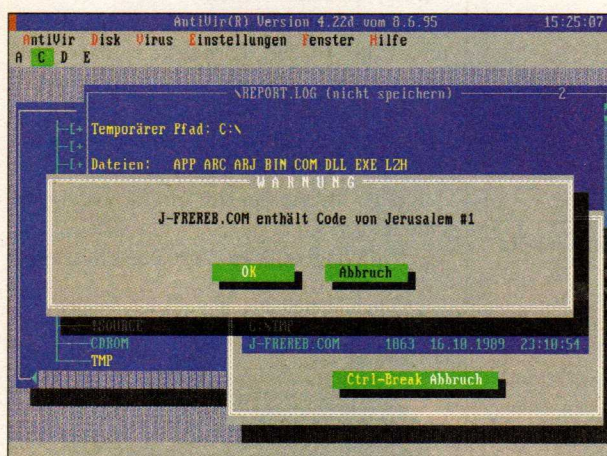 AntiVir(R) Version 4.22d vom 8.6.95 15:25:07
AntiVir Disk Virus Einstellungen Fenster Hilfe
A C D E
\REPORT.LOG (nicht speichern) 2
Temporärer Pfad: C:\
Dateien: APP ARC ARJ BIN COM DLL EXE LZH
WARNUNG
J-FREREB.COM enthält Code von Jerusalem #1
OK Abbruch
!SOURCE C:\TMP
CDROM J-FREREB.COM 1863 16.10.1989 23:10:54
TMP
Ctrl-Break Abbruch